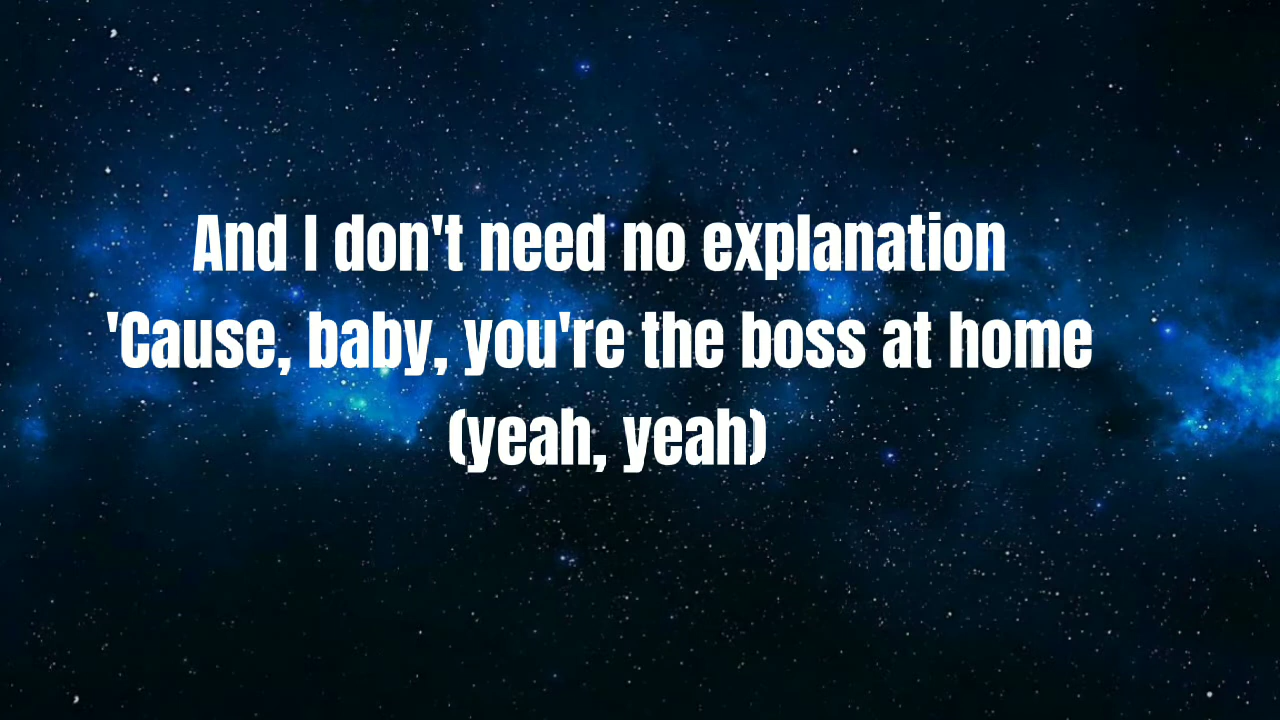 And I don't need no explanation
'Cause, baby, you're the boss at home
(yeah, yeah)